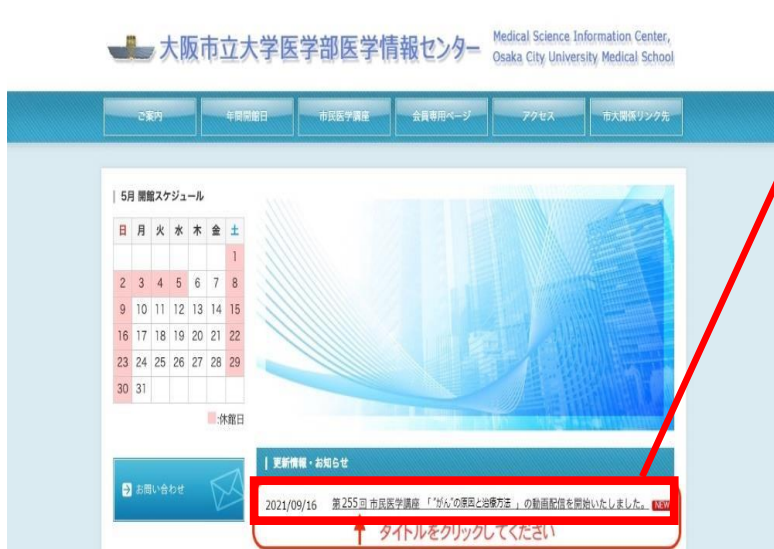 大阪市立大学医学部医学情報センター
Medical Science Information Center,
Osaka City University Medical School
ご案内 年間開館日 市民医学講座 会員専用ページ アクセス 市大関係リンク先
5月 開館スケジュール
日 月 火 水 木 金 土
1
2 3 4 5 6 7 8
9 10 11 12 13 14 15
16 17 18 19 20 21 22
23 24 25 26 27 28 29
30 31
:休館日
更新情報・お知らせ
お問い合わせ
2021/09/16 第255回 市民医学講座 「 "がん"の原因と治療方法 」の動画配信を開始いたしました。 NEW
タイトルをクリックしてください